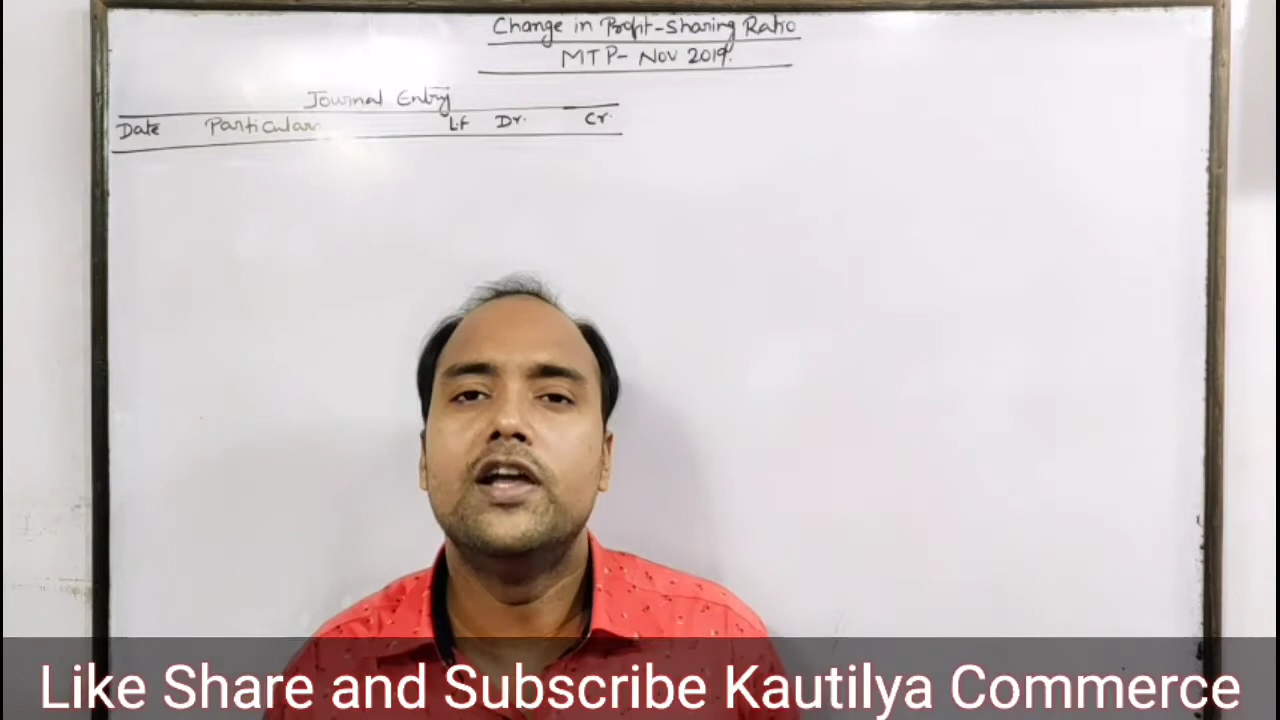 Change in Profit-Sharing Ratio
MTP- Nov 2019.
Journal Entry
Date Particulars L.F Dr. Cr.
Like Share and Subscribe Kautilya Commerce